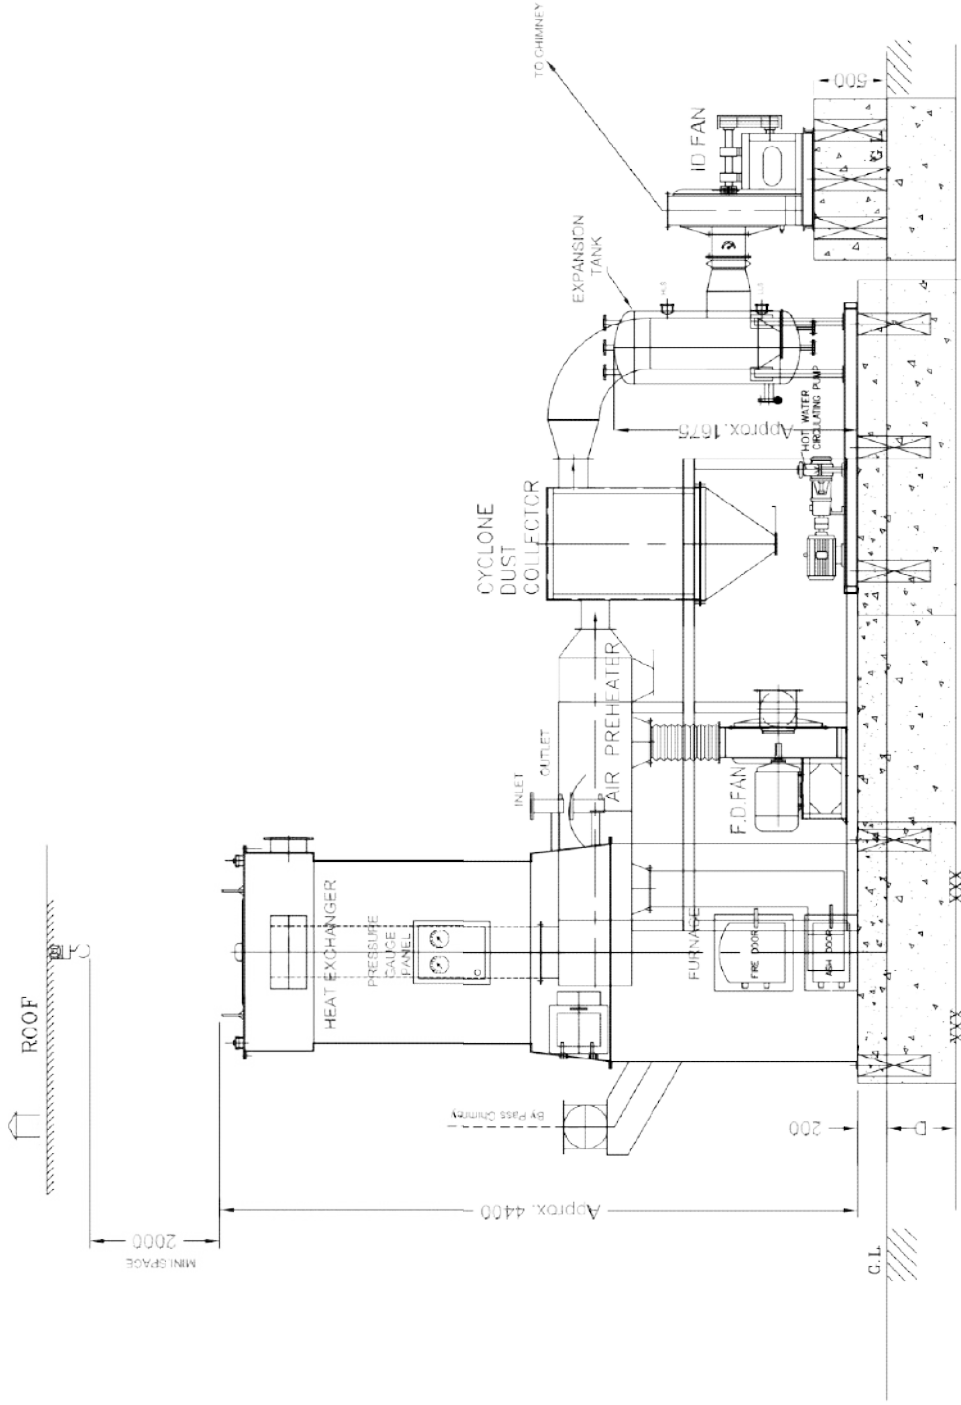 ROOF
2000
MINI.SPACE
HEAT EXCHANGER
PRESSURE
GAUGE
PANEL
By Pass Chimney
Approx. 4400
INLET
OUTLET
AIR PREHEATER
CYCLONE
DUST
COLLECTOR
EXPANSION
TANK
TO CHIMNEY
ID FAN
500
Approx.1675
HOT WATER
CIRCULATING PUMP
F.D.FAN
FURNACE
FIRE DOOR
ASH DOOR
200
D
G.L
XXX
XXX